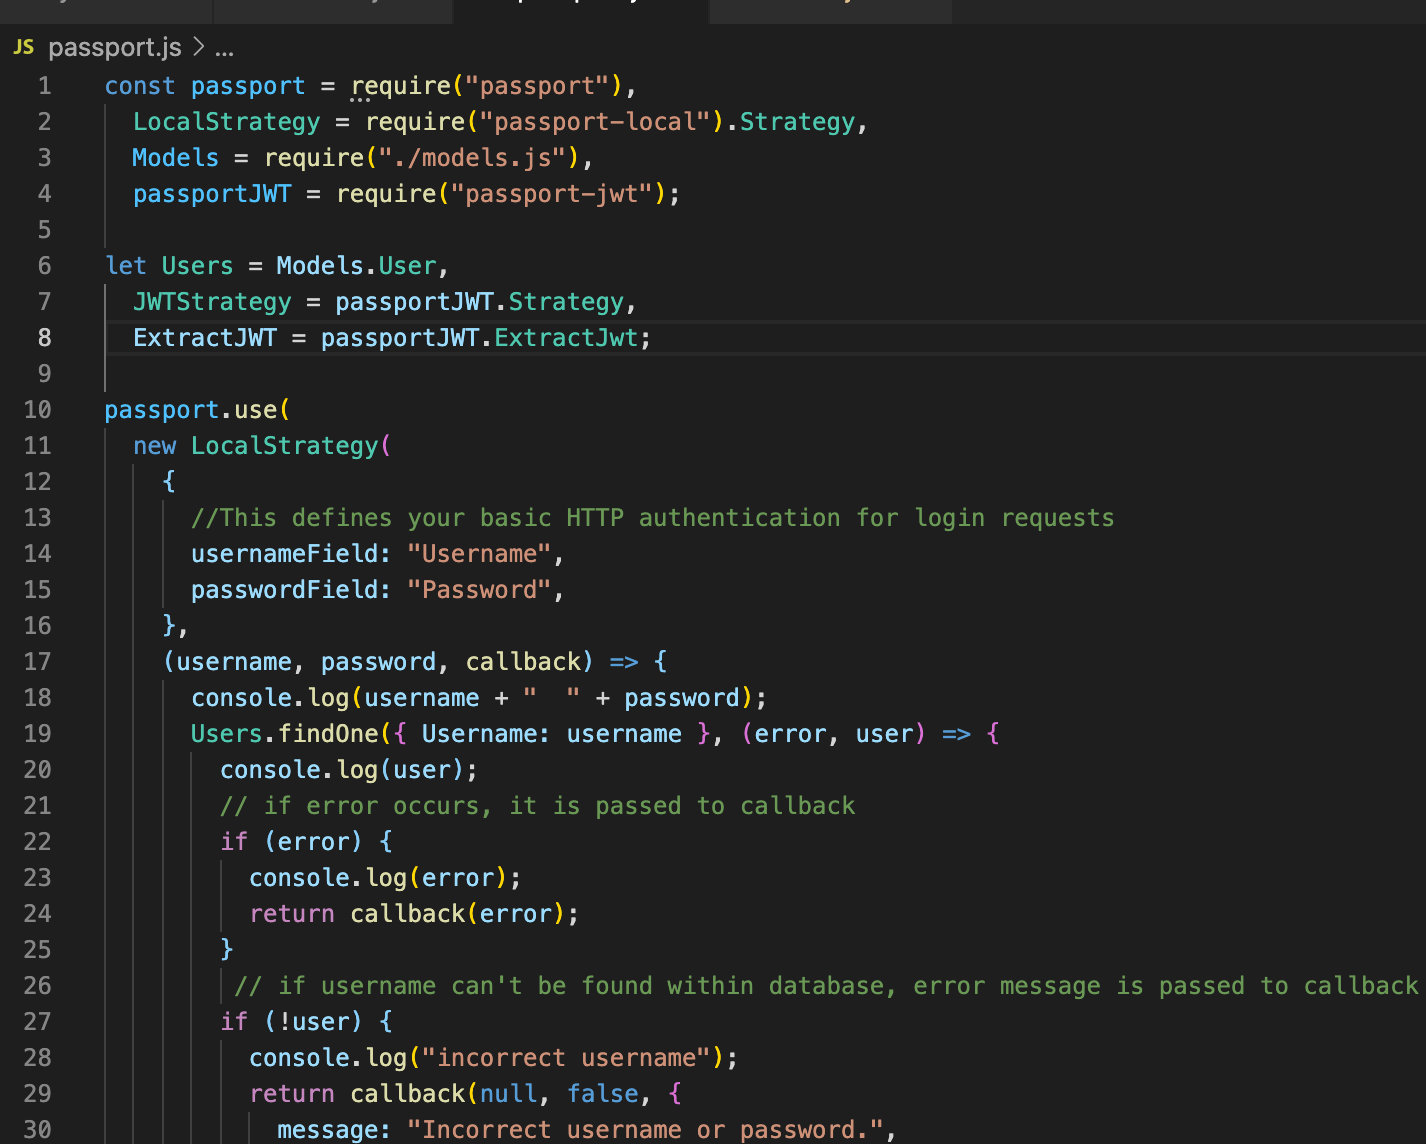 JS passport.js > ...
1 const passport = require("passport"),
2 LocalStrategy = require("passport-local").Strategy,
3 Models = require("./models.js"),
4 passportJWT = require("passport-jwt");
5
6 let Users = Models.User,
7 JWTStrategy = passportJWT.Strategy,
8 ExtractJWT = passportJWT.ExtractJwt;
9
10 passport.use(
11 new LocalStrategy(
12 {
13 //This defines your basic HTTP authentication for login requests
14 usernameField: "Username",
15 passwordField: "Password",
16 },
17 (username, password, callback) => {
18 console.log(username + "  " + password);
19 Users.findOne({ Username: username }, (error, user) => {
20 console.log(user);
21 // if error occurs, it is passed to callback
22 if (error) {
23 console.log(error);
24 return callback(error);
25 }
26 // if username can't be found within database, error message is passed to callback
27 if (!user) {
28 console.log("incorrect username");
29 return callback(null, false, {
30 message: "Incorrect username or password.",